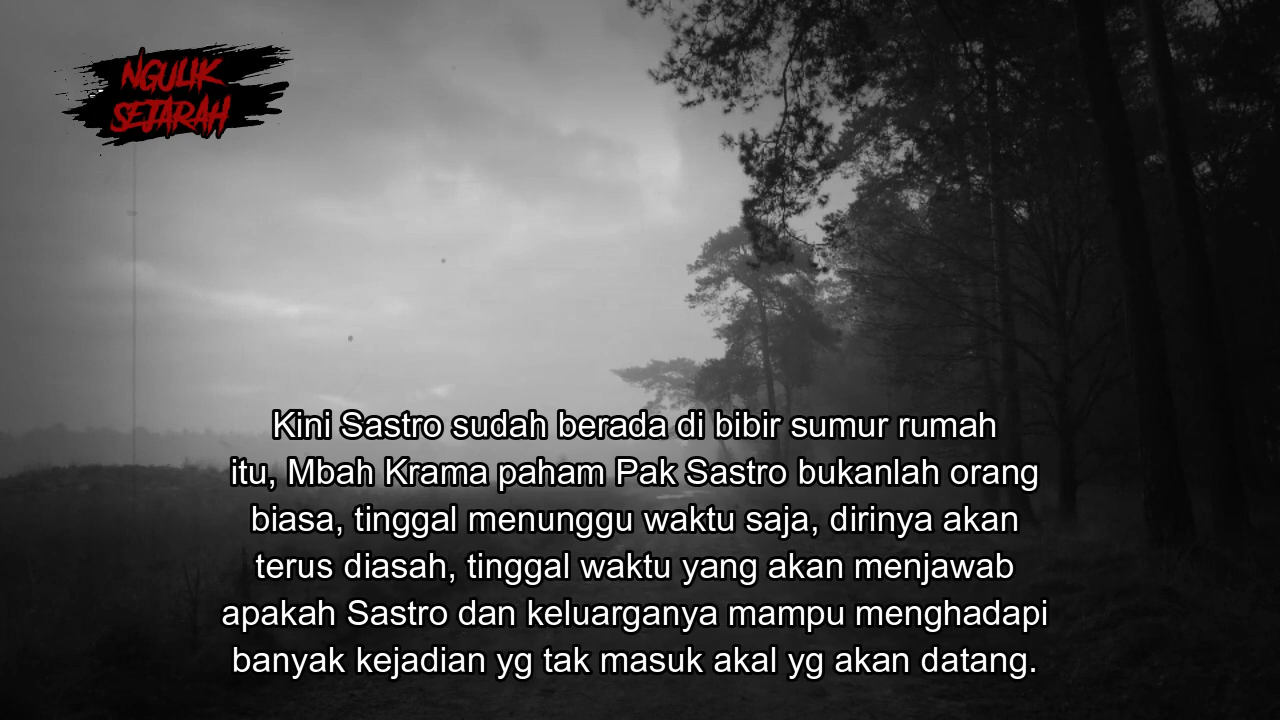 NGULIK
SEJARAH
Kini Sastro sudah berada di bibir sumur rumah
itu, Mbah Krama paham Pak Sastro bukanlah orang
biasa, tinggal menunggu waktu saja, dirinya akan
terus diasah, tinggal waktu yang akan menjawab
apakah Sastro dan keluarganya mampu menghadapi
banyak kejadian yg tak masuk akal yg akan datang.